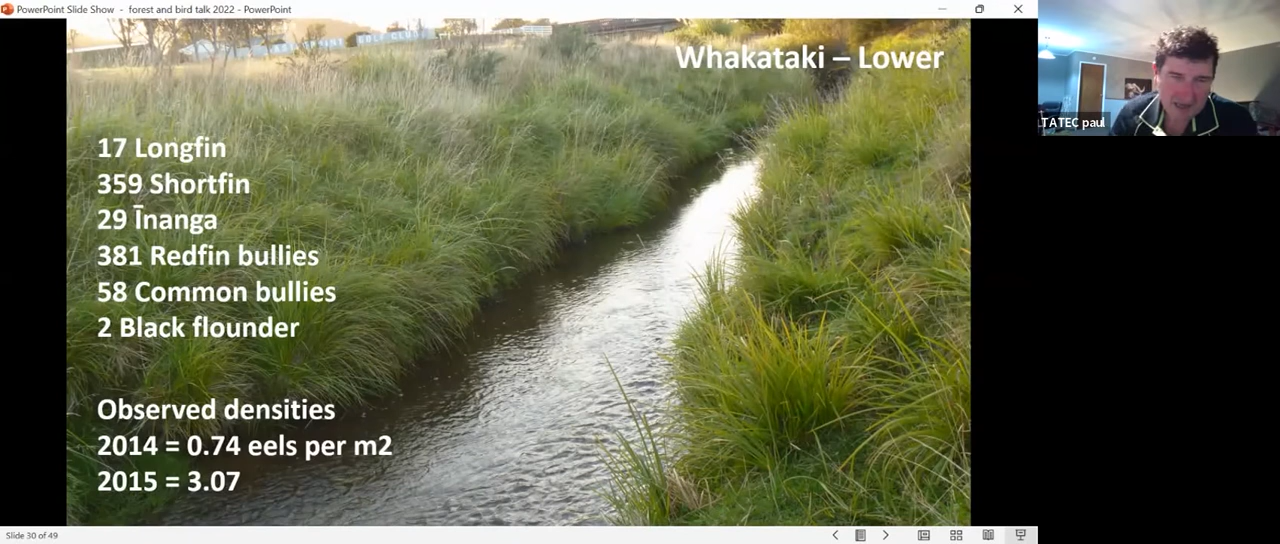 PowerPoint Slide Show - forest and bird talk 2022 - PowerPoint
Whakataki – Lower
17 Longfin
359 Shortfin
29 Īnanga
381 Redfin bullies
58 Common bullies
2 Black flounder
Observed densities
2014 = 0.74 eels per m2
2015 = 3.07
TATEC paul
Slide 30 of 49